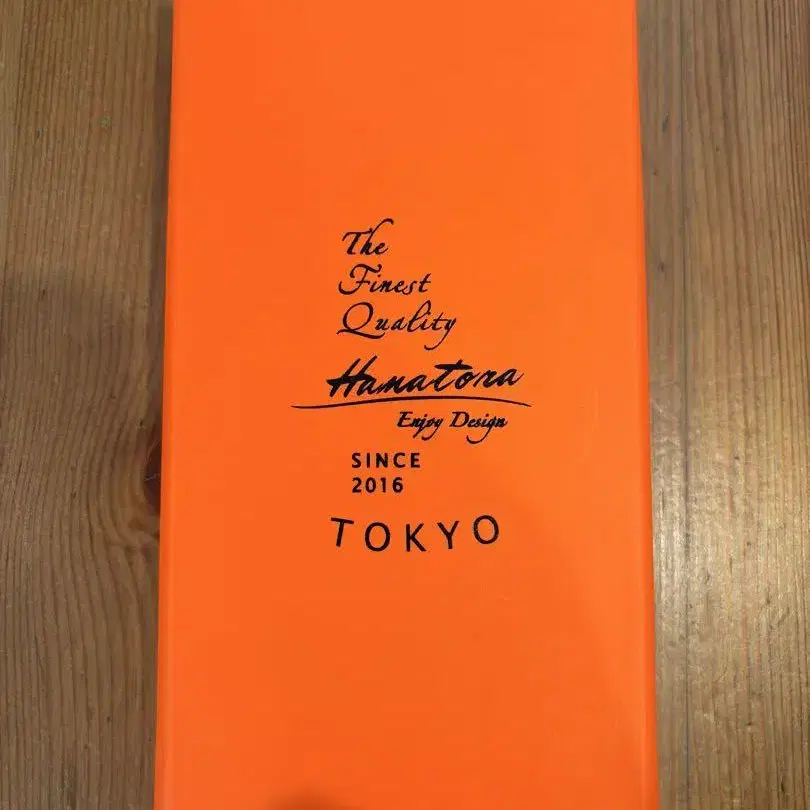 The
Finest
Quality
Hanatora
Enjoy Design
SINCE
2016
TOKYO